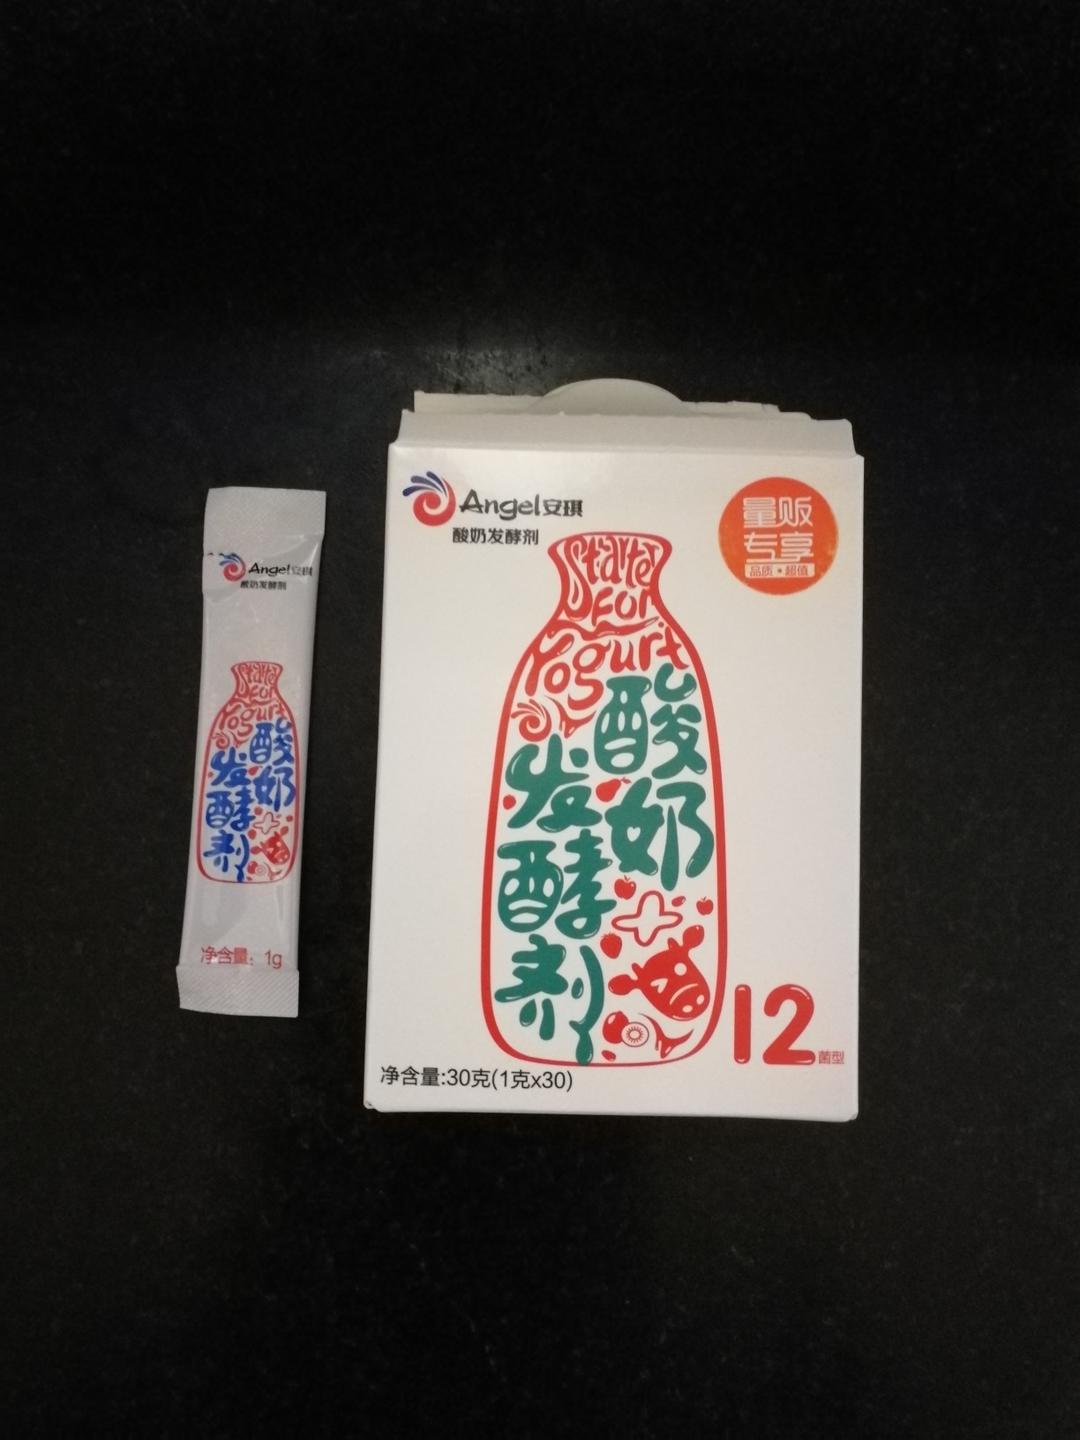 Angel安琪
酸奶发酵剂
Starter
For
Yogurt
酸奶
发酵剂
净含量：1g
Angel安琪
酸奶发酵剂
量贩
专享
品质·超值
Starter
For
Yogurt
酸奶
发酵剂
12菌型
净含量:30克(1克x30)